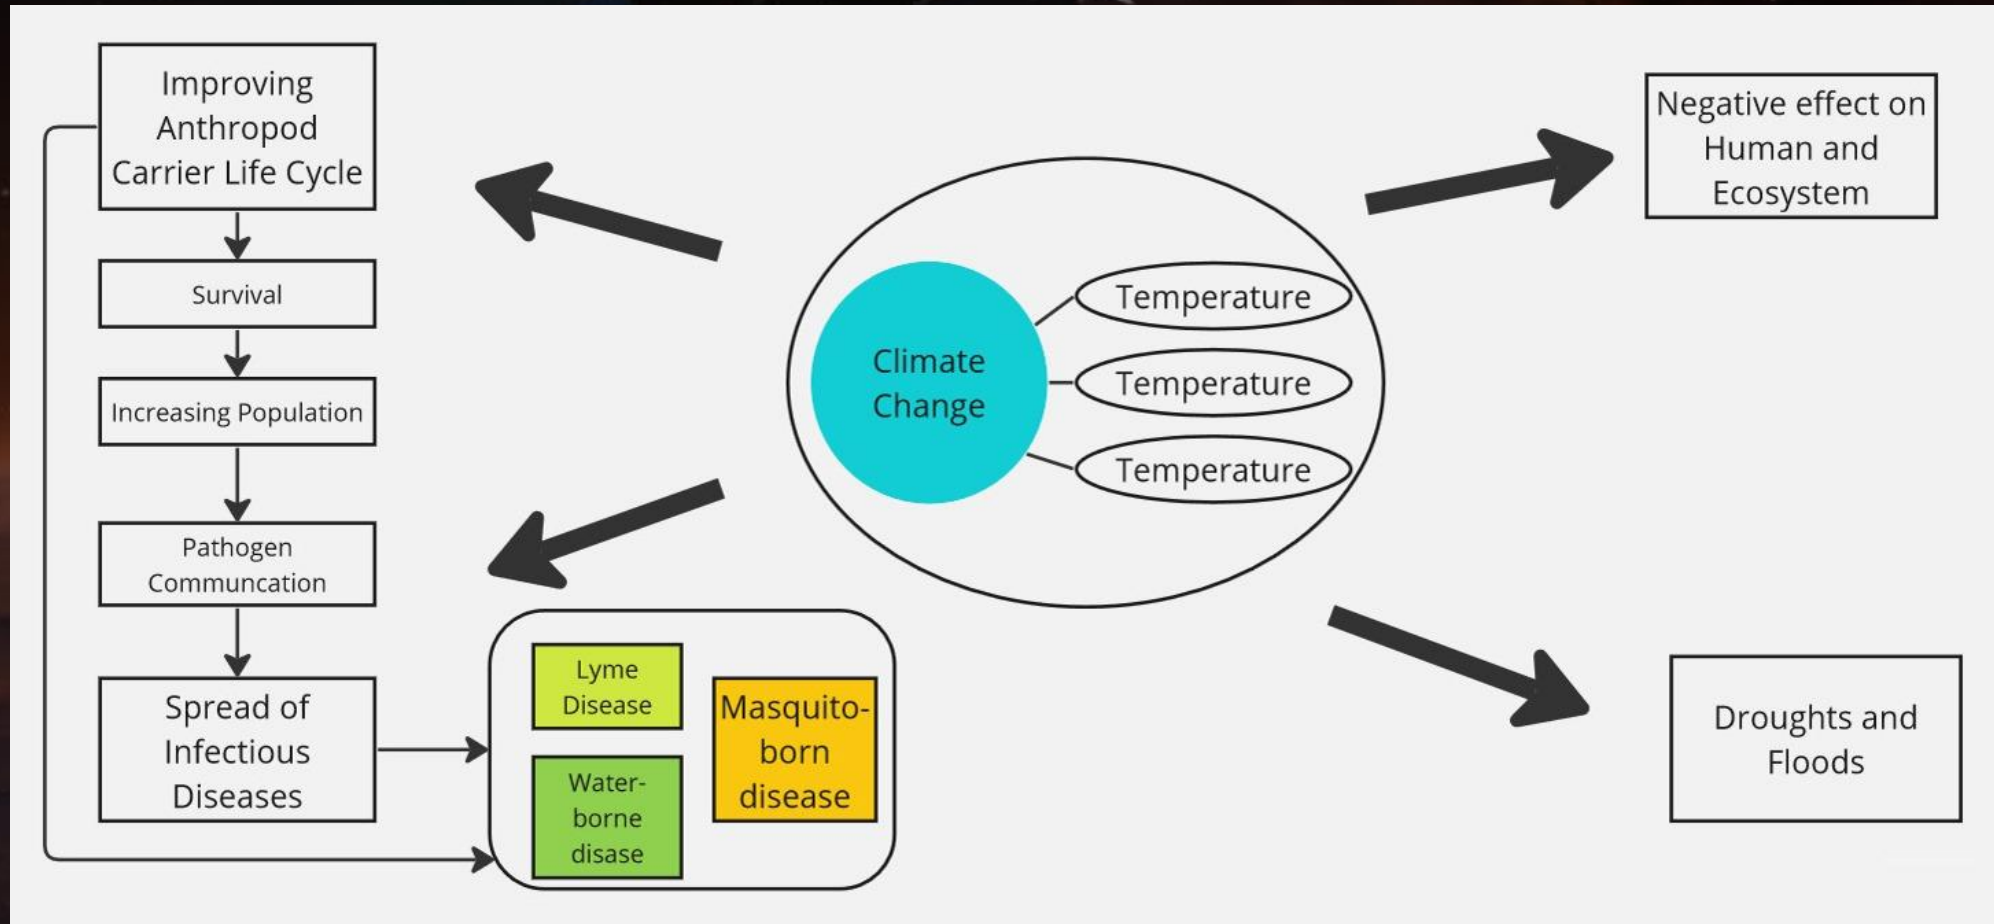 Improving
Anthropod
Carrier Life Cycle
Survival
Increasing Population
Pathogen
Communcation
Spread of
Infectious
Diseases
Lyme
Disease
Water-
borne
disase
Masquito-
born
disease
Climate
Change
Temperature
Temperature
Temperature
Negative effect on
Human and
Ecosystem
Droughts and
Floods